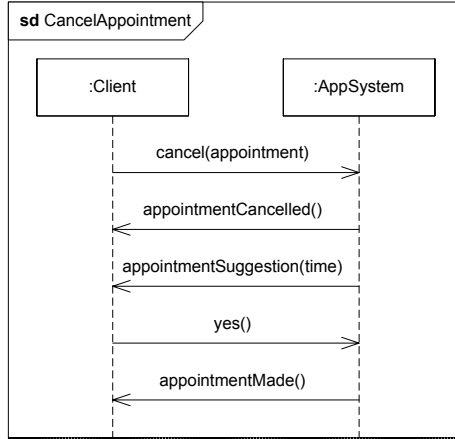 sd CancelAppointment
:Client
:AppSystem
cancel(appointment)
appointmentCancelled()
appointmentSuggestion(time)
yes()
appointmentMade()